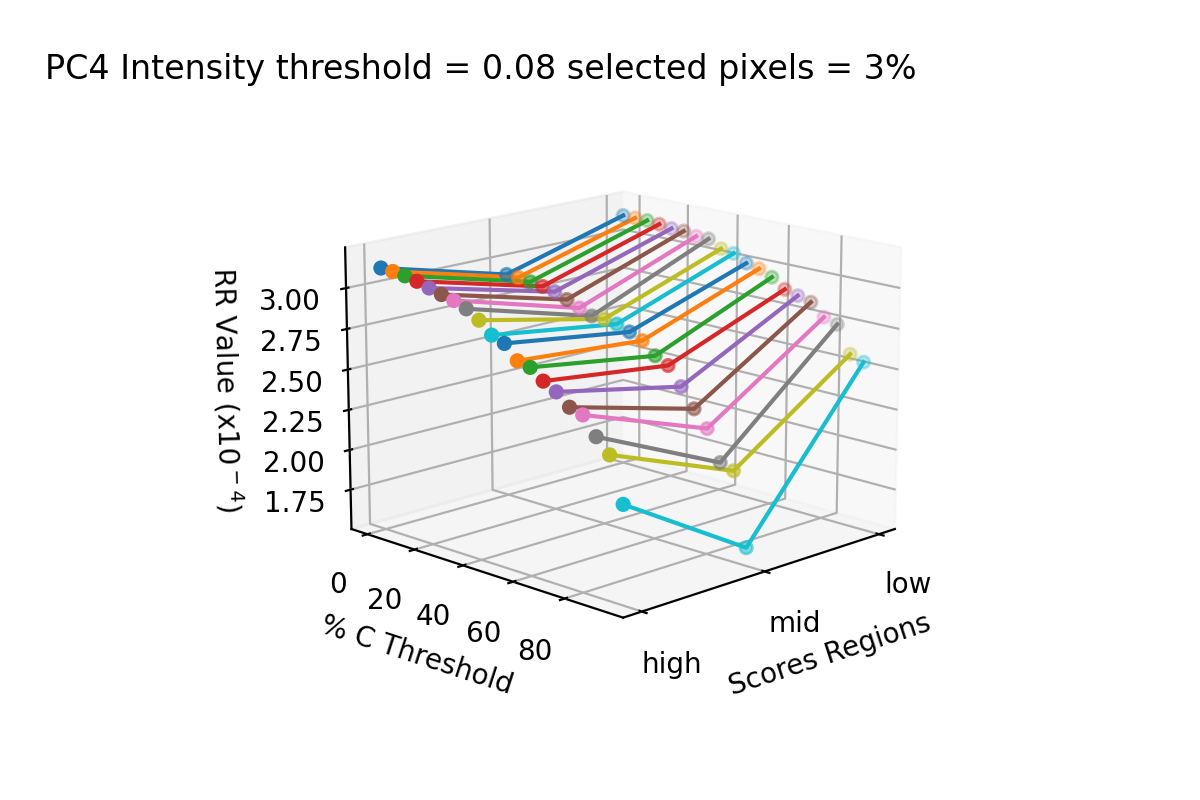 PC4 Intensity threshold = 0.08 selected pixels = 3%
RR Value (x10⁻⁴)
3.00
2.75
2.50
2.25
2.00
1.75
0
20
40
60
80
% C Threshold
high
mid
low
Scores Regions